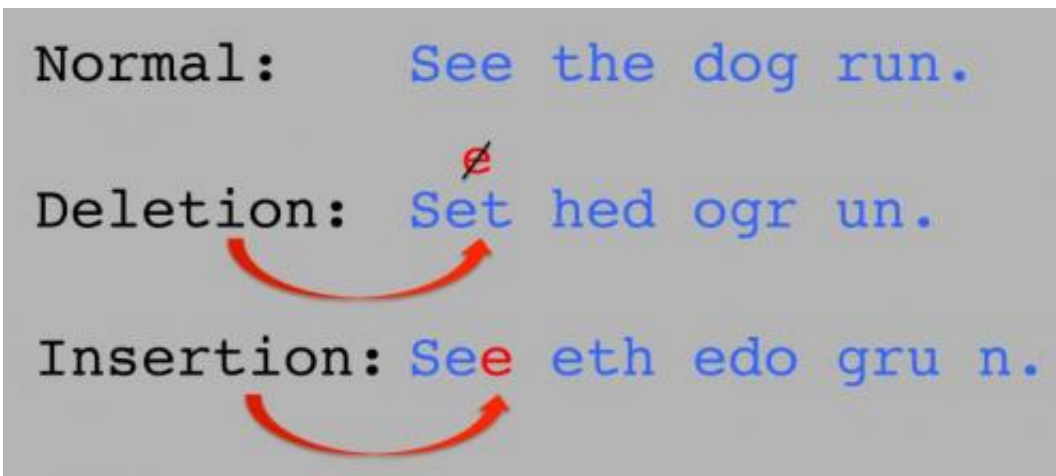 Normal: See the dog run.
e
Deletion: Set hed ogr un.
Insertion: See eth edo gru n.